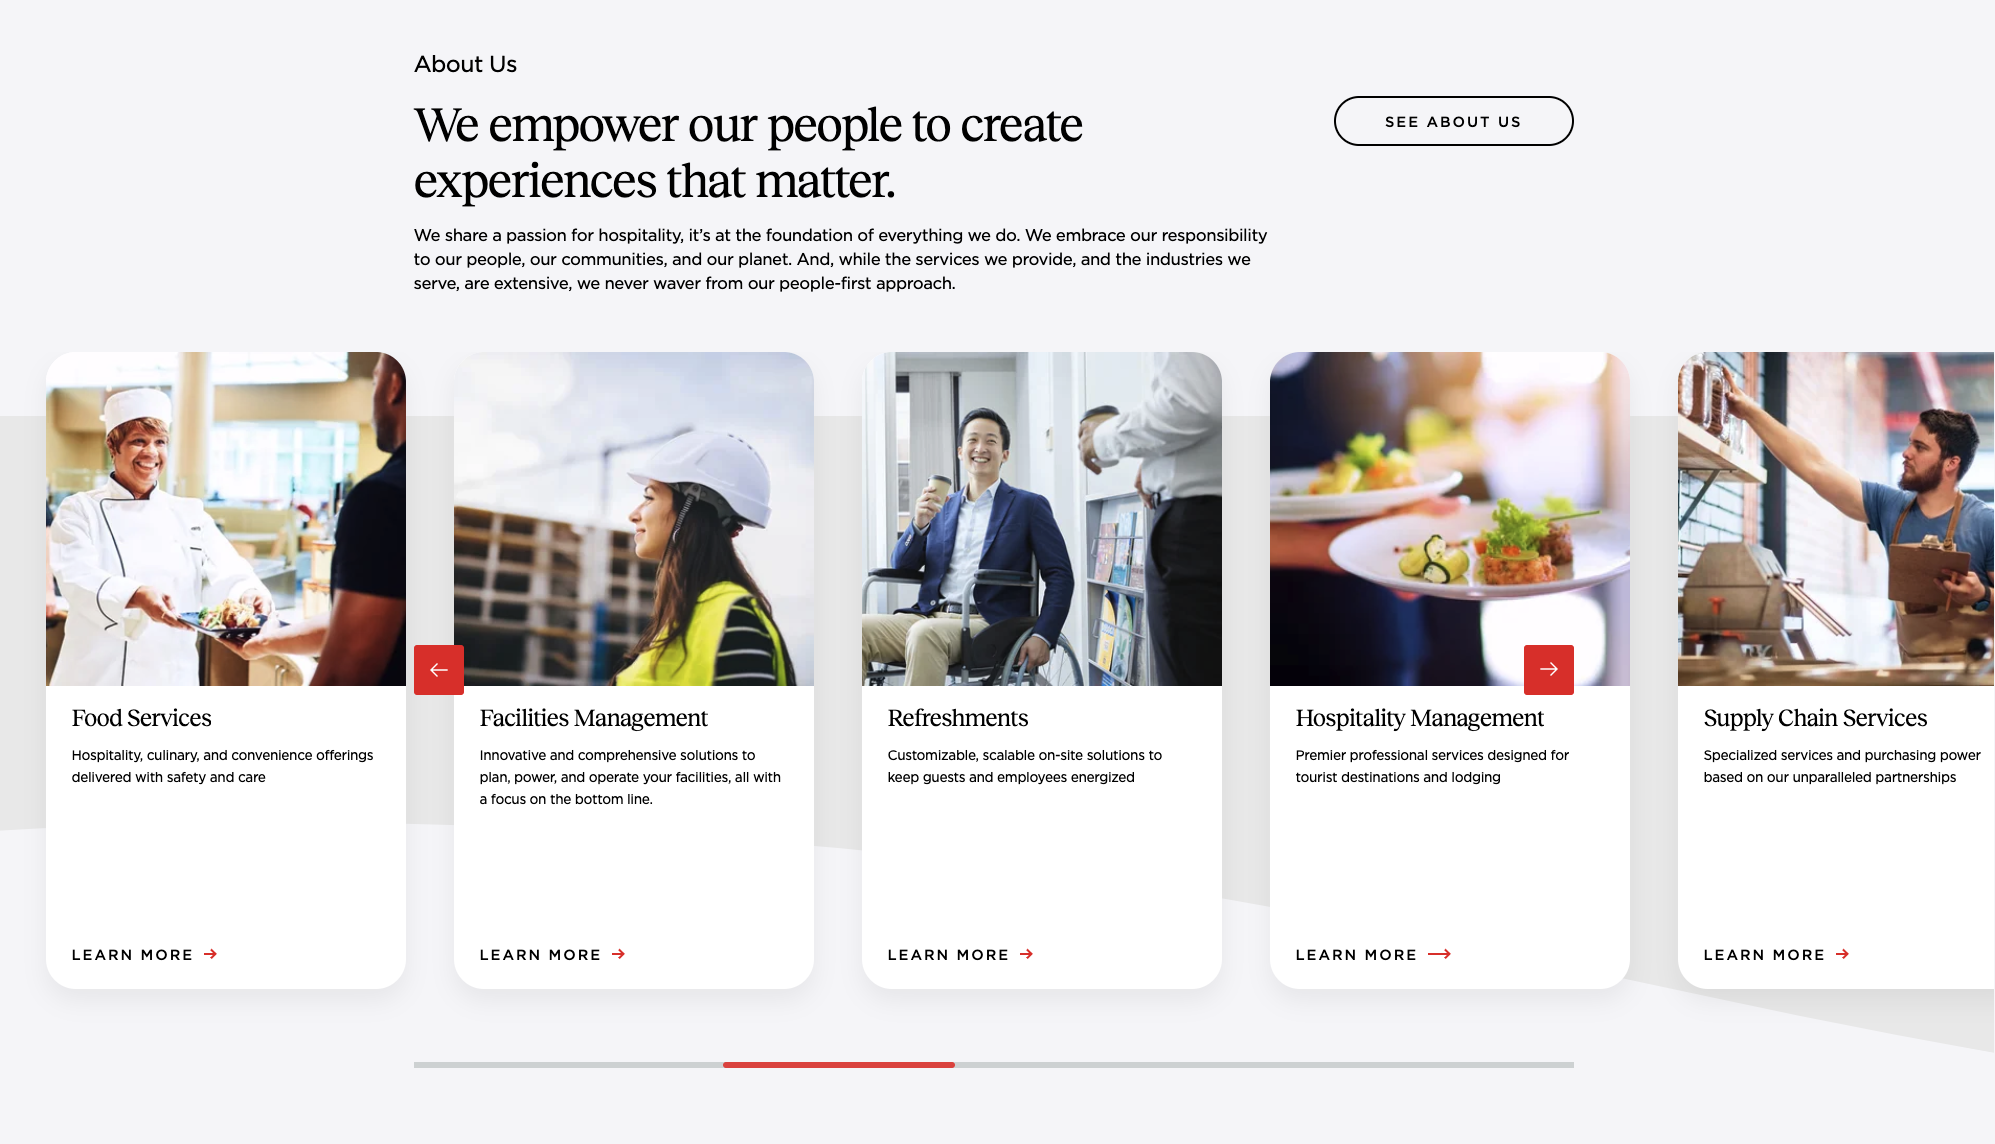 About Us
We empower our people to create
experiences that matter.
SEE ABOUT US
We share a passion for hospitality, it’s at the foundation of everything we do. We embrace our responsibility
to our people, our communities, and our planet. And, while the services we provide, and the industries we
serve, are extensive, we never waver from our people-first approach.
Food Services
Hospitality, culinary, and convenience offerings
delivered with safety and care
LEARN MORE
Facilities Management
Innovative and comprehensive solutions to
plan, power, and operate your facilities, all with
a focus on the bottom line.
LEARN MORE
Refreshments
Customizable, scalable on-site solutions to
keep guests and employees energized
LEARN MORE
Hospitality Management
Premier professional services designed for
tourist destinations and lodging
LEARN MORE
Supply Chain Services
Specialized services and purchasing power
based on our unparalleled partnerships
LEARN MORE